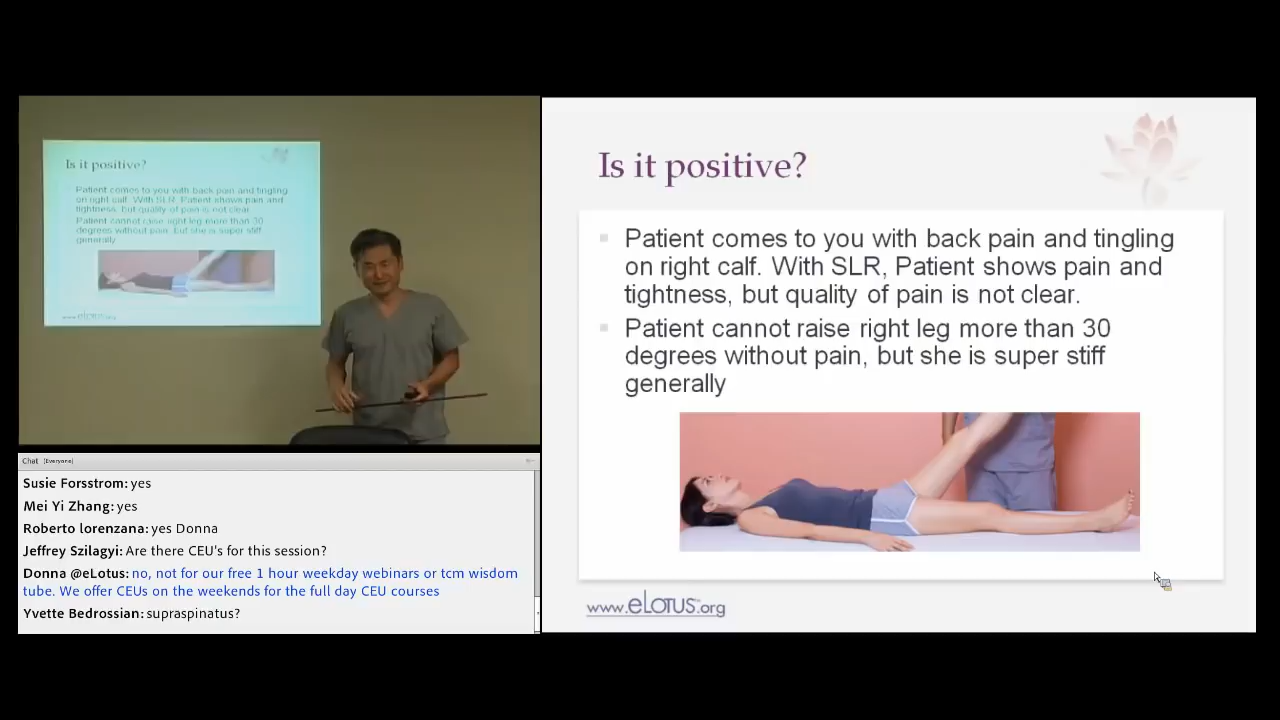 Is it positive?
Patient comes to you with back pain and tingling
on right calf. With SLR, Patient shows pain and
tightness, but quality of pain is not clear.
Patient cannot raise right leg more than 30
degrees without pain, but she is super stiff
generally
www.eLotus.org
Is it positive?
Patient comes to you with back pain and tingling
on right calf. With SLR, Patient shows pain and
tightness, but quality of pain is not clear.
Patient cannot raise right leg more than 30
degrees without pain, but she is super stiff
generally
www.eLOTUS.org
Chat (Everyone)
Susie Forsstrom: yes
Mei Yi Zhang: yes
Roberto lorenzana: yes Donna
Jeffrey Szilagyi: Are there CEU's for this session?
Donna @eLotus: no, not for our free 1 hour weekday webinars or tcm wisdom
tube. We offer CEUs on the weekends for the full day CEU courses
Yvette Bedrossian: supraspinatus?